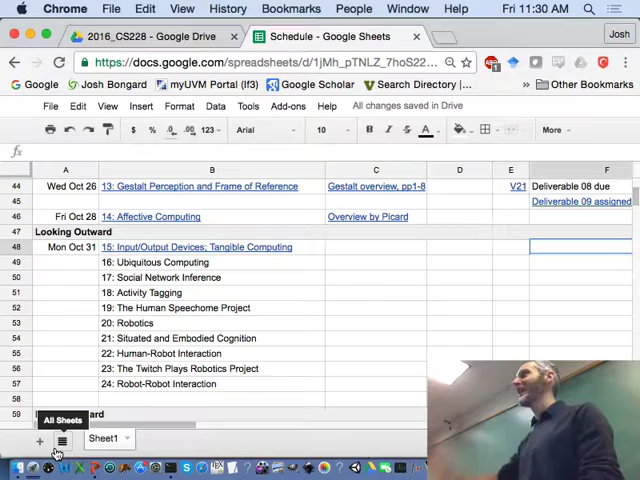 Chrome File Edit View History Bookmarks People Window Fri 11:30 AM
2016_CS228 - Google Drive Schedule - Google Sheets Josh
https://docs.google.com/spreadsheets/d/1jMh_pTNLZ_7hoS22...
Google Josh Bongard myUVM Portal (lf3) Google Scholar Search Directory /... Other Bookmarks
File Edit View Insert Format Data Tools Add-ons Help All changes saved in Drive
$ % .0 .00 123 Arial 10 B I S A More
fx
A B C D E F
44 Wed Oct 26 13: Gestalt Perception and Frame of Reference Gestalt overview, pp1-8 V21 Deliverable 08 due
45 Deliverable 09 assigned
46 Fri Oct 28 14: Affective Computing Overview by Picard
47 Looking Outward
48 Mon Oct 31 15: Input/Output Devices; Tangible Computing
49 16: Ubiquitous Computing
50 17: Social Network Inference
51 18: Activity Tagging
52 19: The Human Speechome Project
53 20: Robotics
54 21: Situated and Embodied Cognition
55 22: Human-Robot Interaction
56 23: The Twitch Plays Robotics Project
57 24: Robot-Robot Interaction
59
All Sheets
+ Sheet1